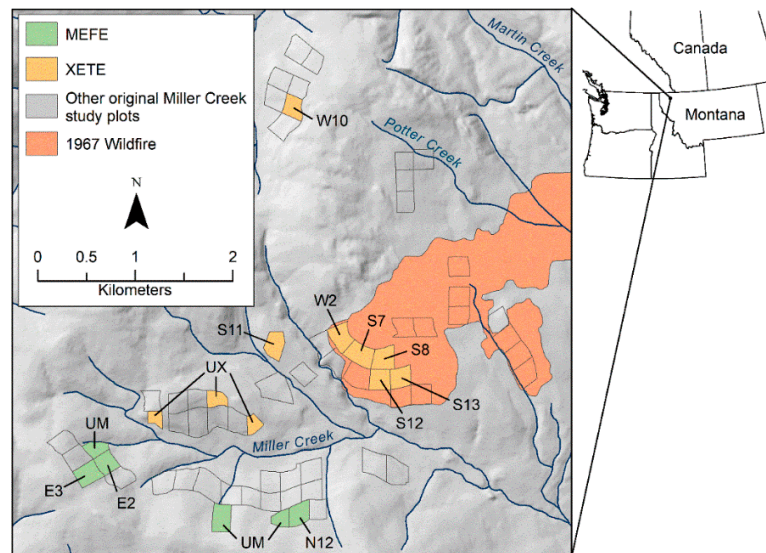 MEFE
XETE
Other original Miller Creek
study plots
1967 Wildfire
N
0 0.5 1 2
Kilometers
Martin Creek
Potter Creek
W10
W2
S7
S8
S11
S13
S12
UX
Miller Creek
UM
E3
E2
UM
N12
Canada
Montana